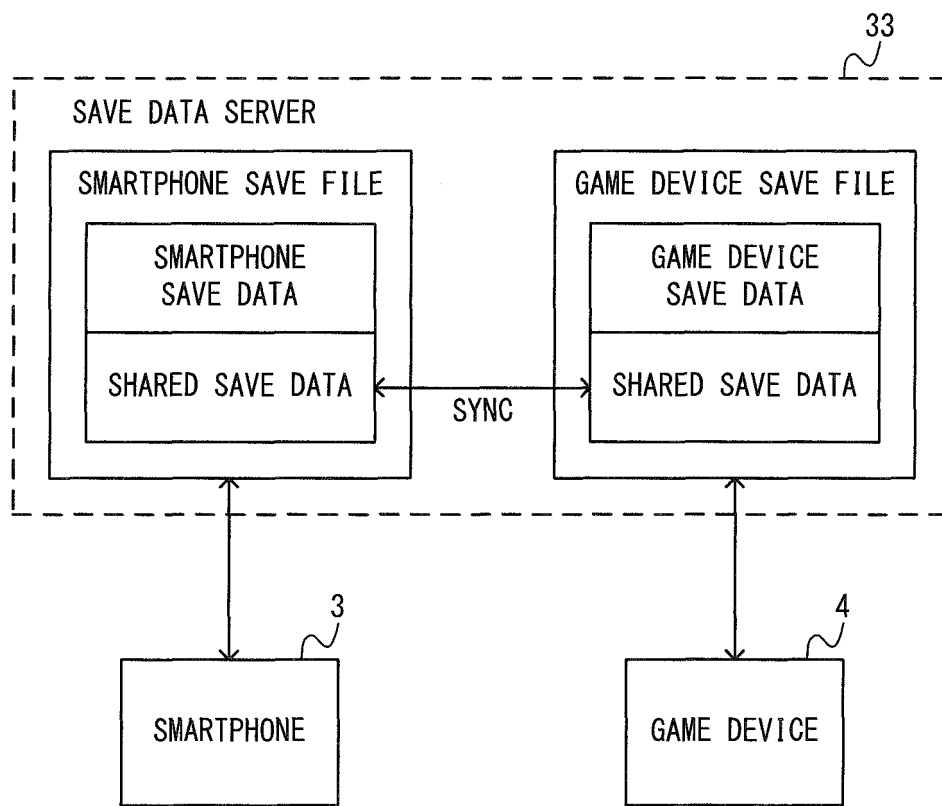 33
SAVE DATA SERVER
SMARTPHONE SAVE FILE
SMARTPHONE
SAVE DATA
SHARED SAVE DATA
SYNC
GAME DEVICE SAVE FILE
GAME DEVICE
SAVE DATA
SHARED SAVE DATA
3
SMARTPHONE
4
GAME DEVICE